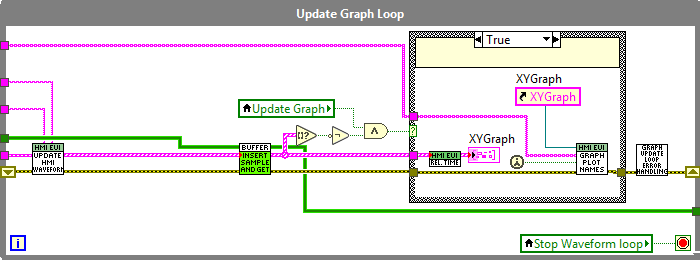 Update Graph Loop
True
XYGraph
XYGraph
Update Graph
[]?
?
XYGraph
HMI EUI
UPDATE
HMI
WAVEFORM
BUFFER
INSERT
SAMPLE
AND GET
HMI EUI
REL.TIME
HMI EUI
GRAPH
PLOT
NAMES
GRAPH
UPDATE
LOOP
ERROR
HANDLING
i
Stop Waveform loop